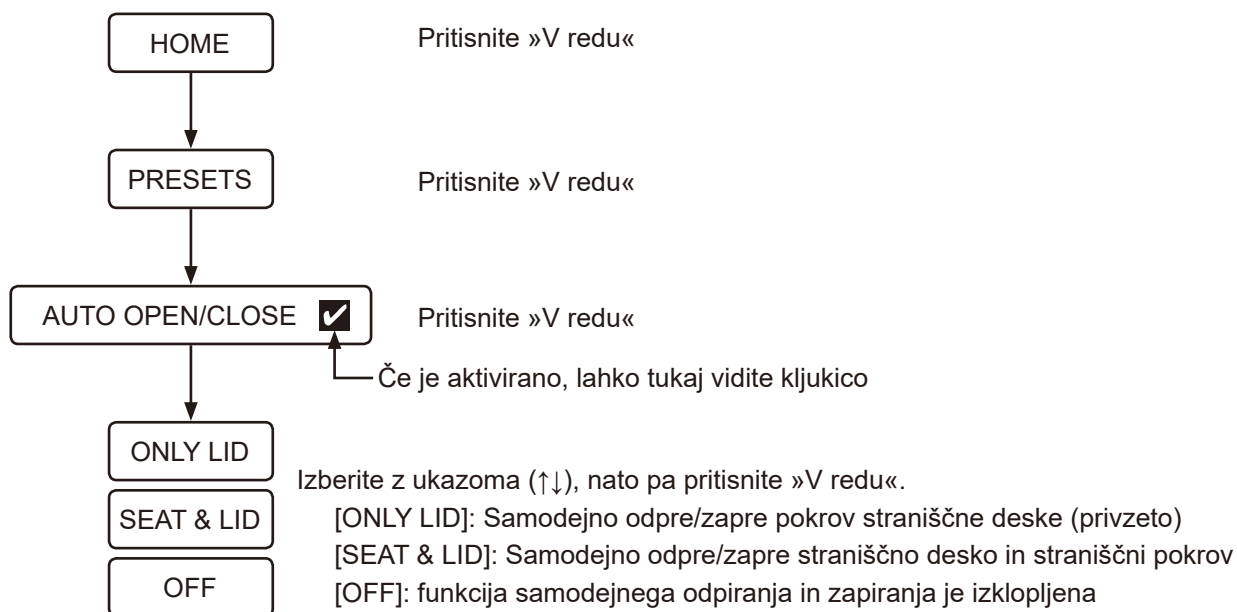 HOME
Pritisnite »V redu«
PRESETS
Pritisnite »V redu«
AUTO OPEN/CLOSE ✔
Pritisnite »V redu«
Če je aktivirano, lahko tukaj vidite kljukico
ONLY LID
Izberite z ukazoma (↑↓), nato pa pritisnite »V redu«.
SEAT & LID
[ONLY LID]: Samodejno odpre/zapre pokrov straniščne deske (privzeto)
[SEAT & LID]: Samodejno odpre/zapre straniščno desko in straniščni pokrov
OFF
[OFF]: funkcija samodejnega odpiranja in zapiranja je izklopljena